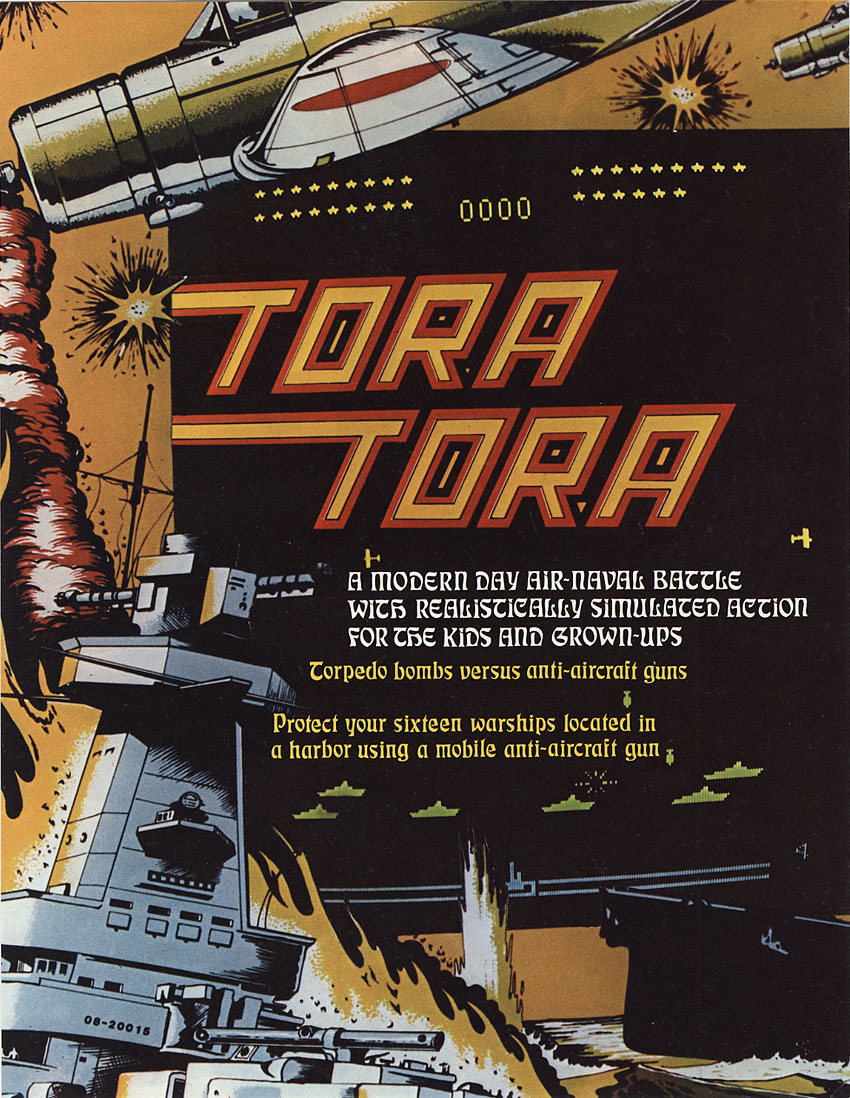 0000
TORA
TORA
A MODERN DAY AIR-NAVAL BATTLE
WITH REALISTICALLY SIMULATED ACTION
FOR THE KIDS AND GROWN-UPS
Torpedo bombs versus anti-aircraft guns
Protect your sixteen warships located in
a harbor using a mobile anti-aircraft gun
08-20015